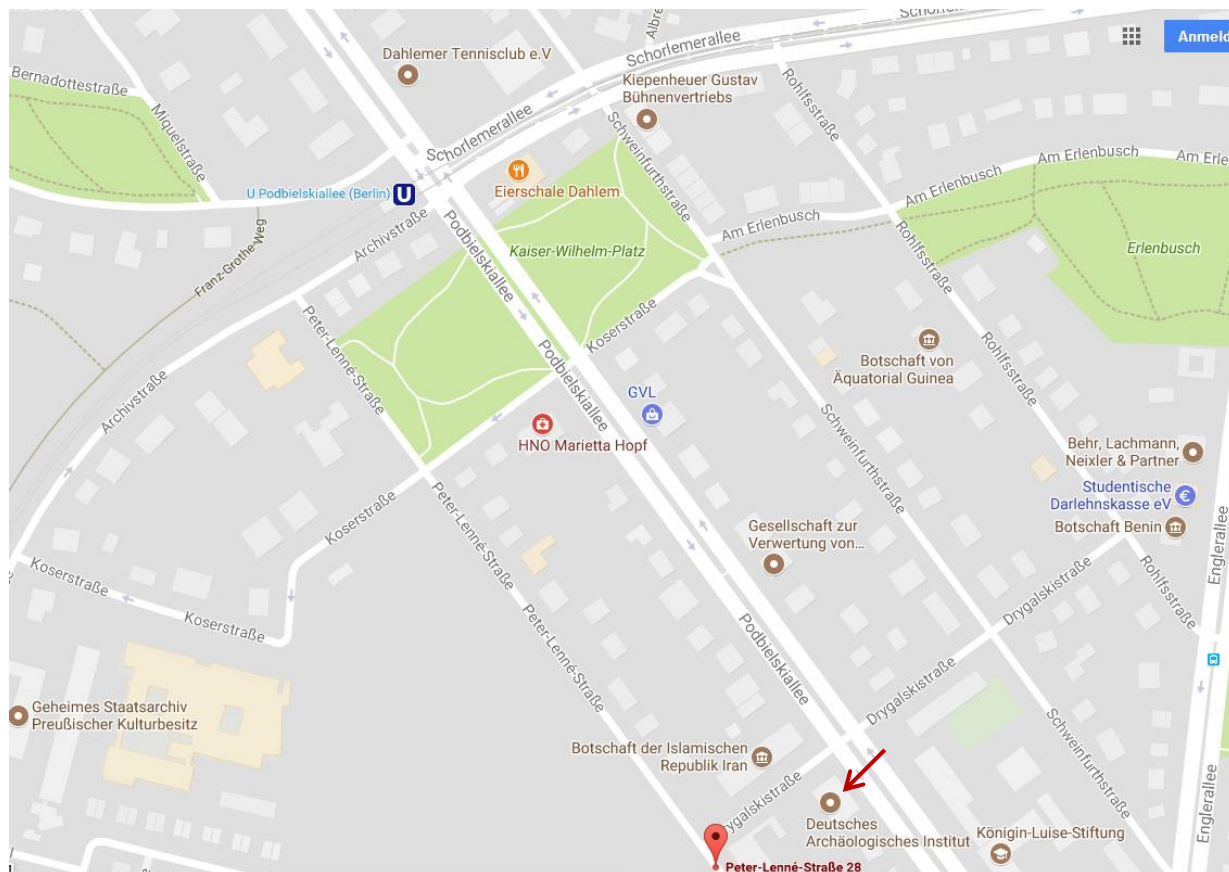 Schorlemerallee
Anmeld
Dahlemer Tennisclub e.V
Schorlemerallee
Albre
Kiepenheuer Gustav
Bühnenvertriebs
Rohlfsstraße
Bernadottestraße
Miquelstraße
Schorlemerallee
Schweinfurthstraße
Am Erlenbusch
Am Erle
Am Erlenbusch
U Podbielskiallee (Berlin)
U
Eierschale Dahlem
Am Erlenbusch
Archivstraße
Podbielskiallee
Kaiser-Wilhelm-Platz
Rohlfsstraße
Erlenbusch
Franz-Grothe-Weg
Peter-Lenné-Straße
Koserstraße
Podbielskiallee
Botschaft von
Äquatorial Guinea
Rohlfsstraße
Archivstraße
GVL
HNO Marietta Hopf
Schweinfurthstraße
Behr, Lachmann,
Neixler & Partner
Studentische
Darlehnskasse eV
Botschaft Benin
Koserstraße
Peter-Lenné-Straße
Gesellschaft zur
Verwertung von...
Englerallee
Koserstraße
Koserstraße
Drygalskistraße
Rohlfsstraße
Peter-Lenné-Straße
Podbielskiallee
Drygalskistraße
Geheimes Staatsarchiv
Preußischer Kulturbesitz
Schweinfurthstraße
Botschaft der Islamischen
Republik Iran
Drygalskistraße
Englerallee
Deutsches
Archäologisches Institut
Königin-Luise-Stiftung
Peter-Lenné-Straße 28